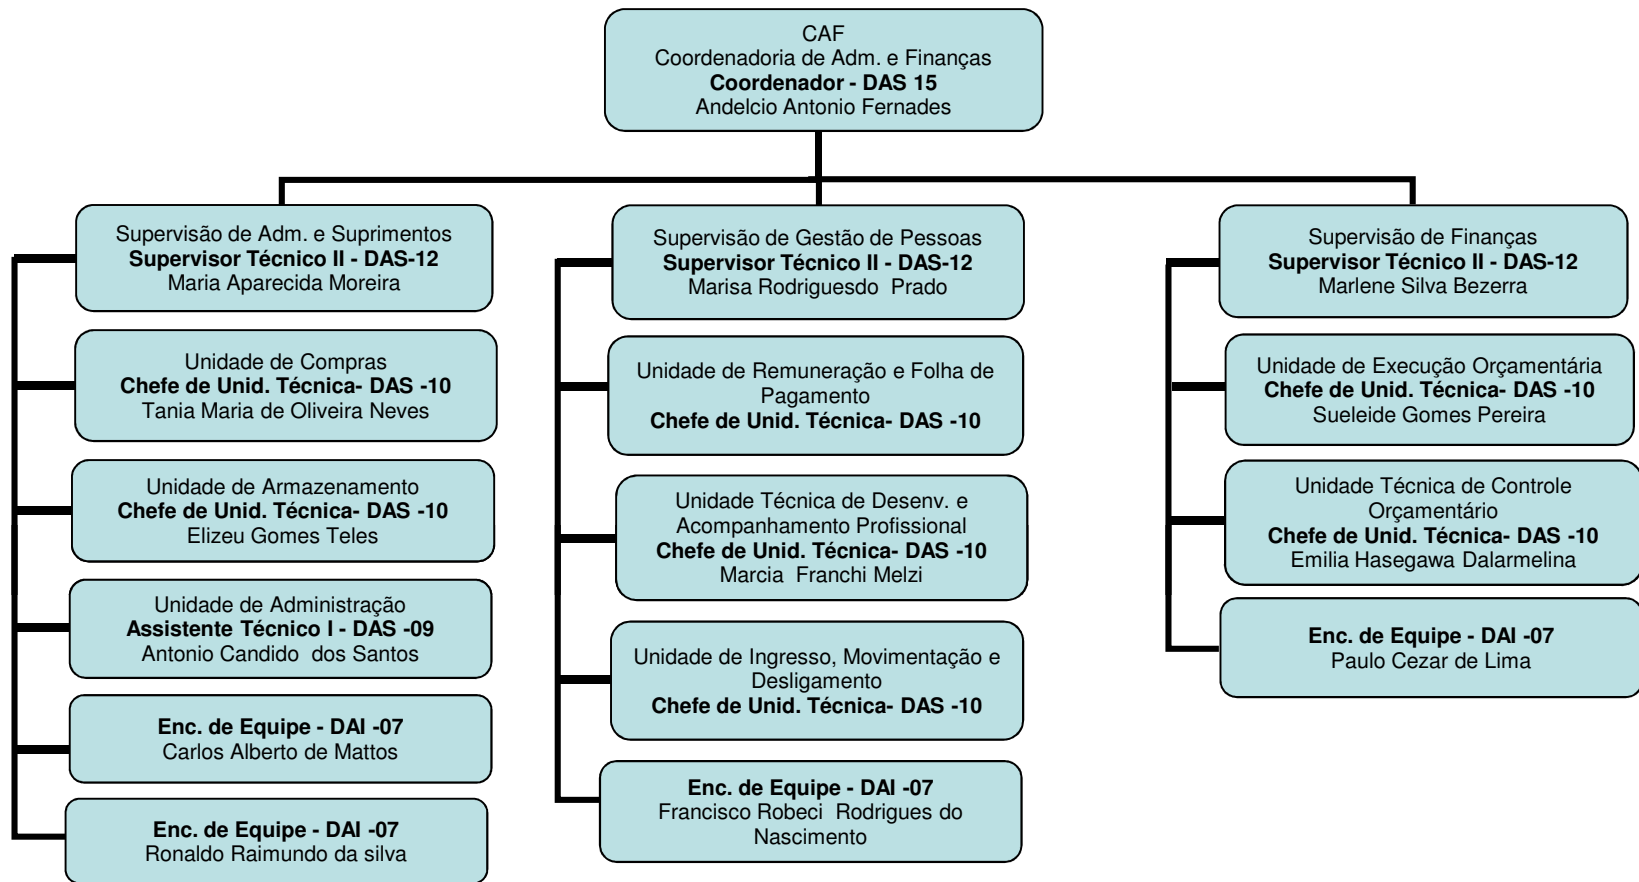 CAF
Coordenadoria de Adm. e Finanças
Coordenador - DAS 15
Andelcio Antonio Fernades
Supervisão de Adm. e Suprimentos
Supervisor Técnico II - DAS-12
Maria Aparecida Moreira
Unidade de Compras
Chefe de Unid. Técnica- DAS -10
Tania Maria de Oliveira Neves
Unidade de Armazenamento
Chefe de Unid. Técnica- DAS -10
Elizeu Gomes Teles
Unidade de Administração
Assistente Técnico I - DAS -09
Antonio Candido dos Santos
Enc. de Equipe - DAI -07
Carlos Alberto de Mattos
Enc. de Equipe - DAI -07
Ronaldo Raimundo da silva
Supervisão de Gestão de Pessoas
Supervisor Técnico II - DAS-12
Marisa Rodriguesdo Prado
Unidade de Remuneração e Folha de
Pagamento
Chefe de Unid. Técnica- DAS -10
Unidade Técnica de Desenv. e
Acompanhamento Profissional
Chefe de Unid. Técnica- DAS -10
Marcia Franchi Melzi
Unidade de Ingresso, Movimentação e
Desligamento
Chefe de Unid. Técnica- DAS -10
Enc. de Equipe - DAI -07
Francisco Robeci Rodrigues do
Nascimento
Supervisão de Finanças
Supervisor Técnico II - DAS-12
Marlene Silva Bezerra
Unidade de Execução Orçamentária
Chefe de Unid. Técnica- DAS -10
Sueleide Gomes Pereira
Unidade Técnica de Controle
Orçamentário
Chefe de Unid. Técnica- DAS -10
Emilia Hasegawa Dalarmelina
Enc. de Equipe - DAI -07
Paulo Cezar de Lima